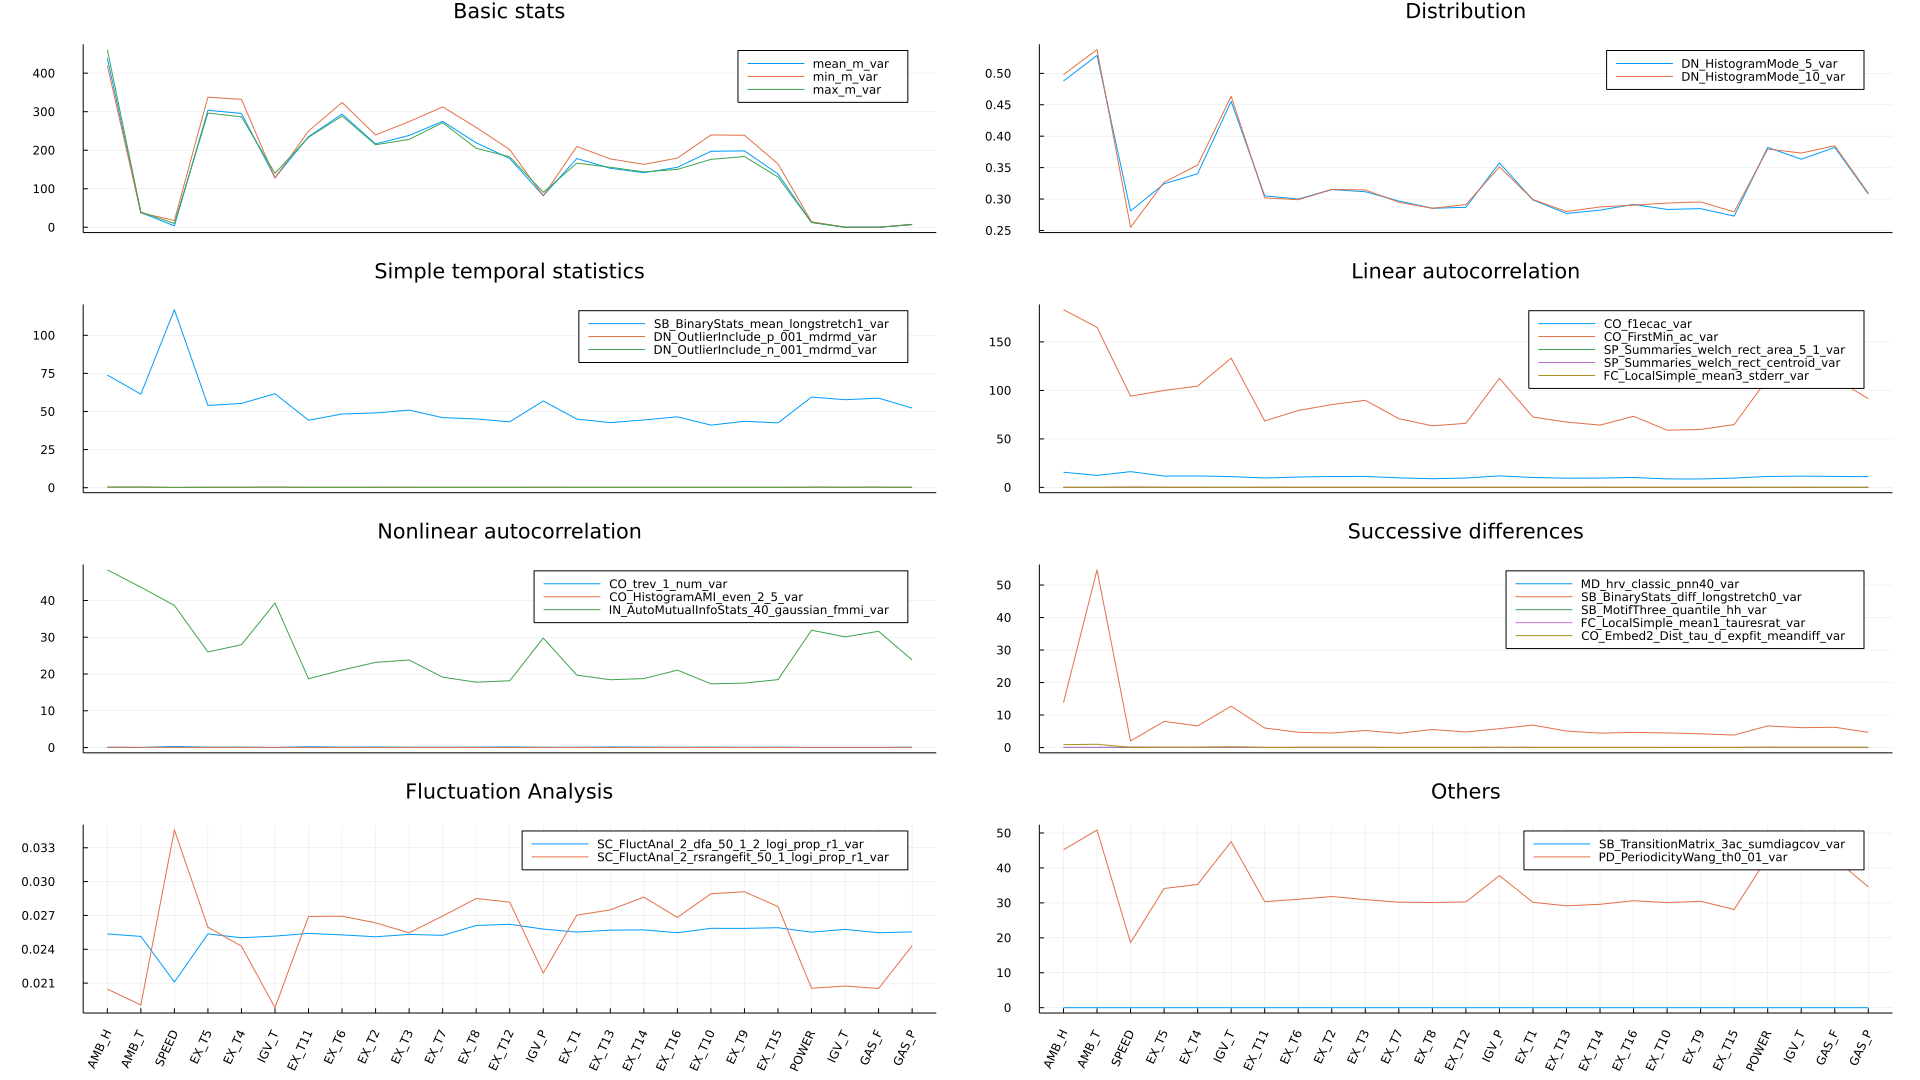 Basic stats
400
300
200
100
0
mean_m_var
min_m_var
max_m_var
Distribution
0.50
0.45
0.40
0.35
0.30
0.25
DN_HistogramMode_5_var
DN_HistogramMode_10_var
Simple temporal statistics
100
75
50
25
0
SB_BinaryStats_mean_longstretch1_var
DN_OutlierInclude_p_001_mdrmd_var
DN_OutlierInclude_n_001_mdrmd_var
Linear autocorrelation
150
100
50
0
CO_f1ecac_var
CO_FirstMin_ac_var
SP_Summaries_welch_rect_area_5_1_var
SP_Summaries_welch_rect_centroid_var
FC_LocalSimple_mean3_stderr_var
Nonlinear autocorrelation
40
30
20
10
0
CO_trev_1_num_var
CO_HistogramAMI_even_2_5_var
IN_AutoMutualInfoStats_40_gaussian_fmmi_var
Successive differences
50
40
30
20
10
0
MD_hrv_classic_pnn40_var
SB_BinaryStats_diff_longstretch0_var
SB_MotifThree_quantile_hh_var
FC_LocalSimple_mean1_tauresrat_var
CO_Embed2_Dist_tau_d_expfit_meandiff_var
Fluctuation Analysis
0.033
0.030
0.027
0.024
0.021
SC_FluctAnal_2_dfa_50_1_2_logi_prop_r1_var
SC_FluctAnal_2_rsrangefit_50_1_logi_prop_r1_var
AMB_H
AMB_T
SPEED
EX_T5
EX_T4
IGV_T
EX_T11
EX_T6
EX_T2
EX_T3
EX_T7
EX_T8
EX_T12
IGV_P
EX_T1
EX_T13
EX_T14
EX_T16
EX_T10
EX_T9
EX_T15
POWER
IGV_T
GAS_F
GAS_P
Others
50
40
30
20
10
0
SB_TransitionMatrix_3ac_sumdiagcov_var
PD_PeriodicityWang_th0_01_var
AMB_H
AMB_T
SPEED
EX_T5
EX_T4
IGV_T
EX_T11
EX_T6
EX_T2
EX_T3
EX_T7
EX_T8
EX_T12
IGV_P
EX_T1
EX_T13
EX_T14
EX_T16
EX_T10
EX_T9
EX_T15
POWER
IGV_T
GAS_F
GAS_P